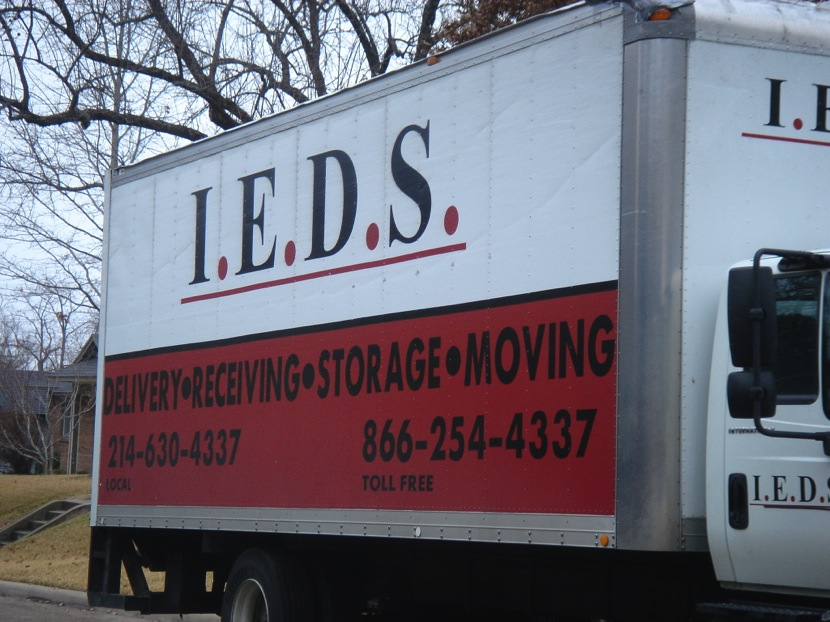 I.E.D.S.
DELIVERY•RECEIVING•STORAGE•MOVING
214-630-4337
866-254-4337
LOCAL
TOLL FREE
I.E
I.E.D.S